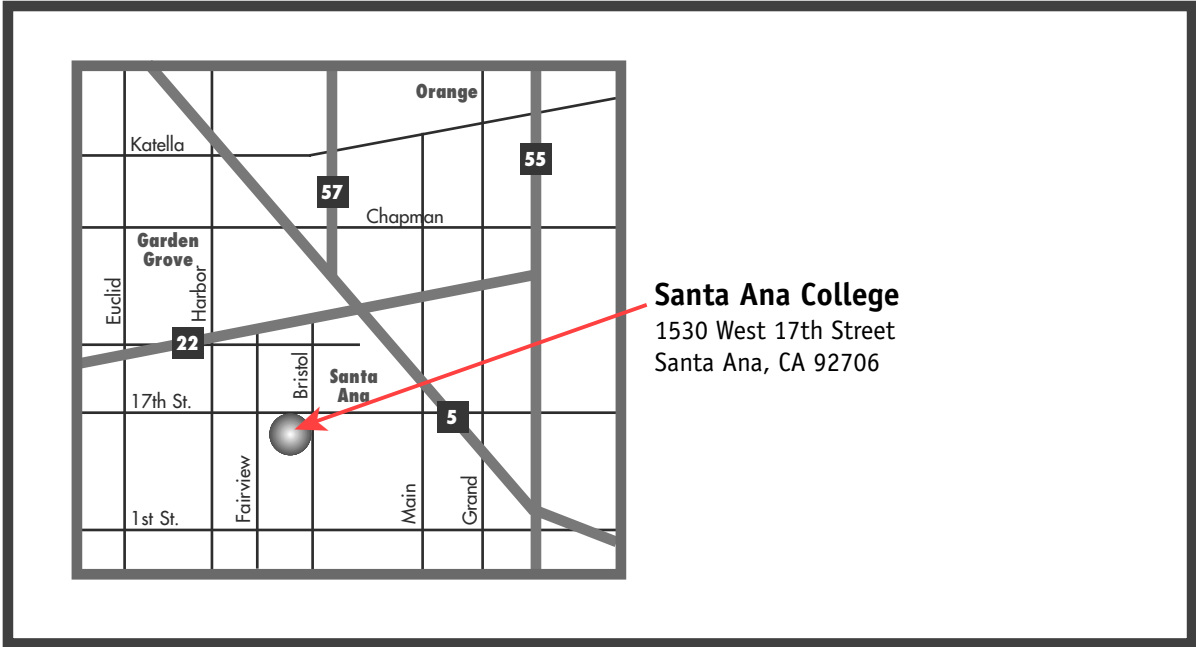 Orange
Katella
55
57
Chapman
Garden
Grove
Euclid
Harbor
22
Bristol
Santa
Ana
17th St.
5
Fairview
Main
Grand
1st St.
Santa Ana College
1530 West 17th Street
Santa Ana, CA 92706